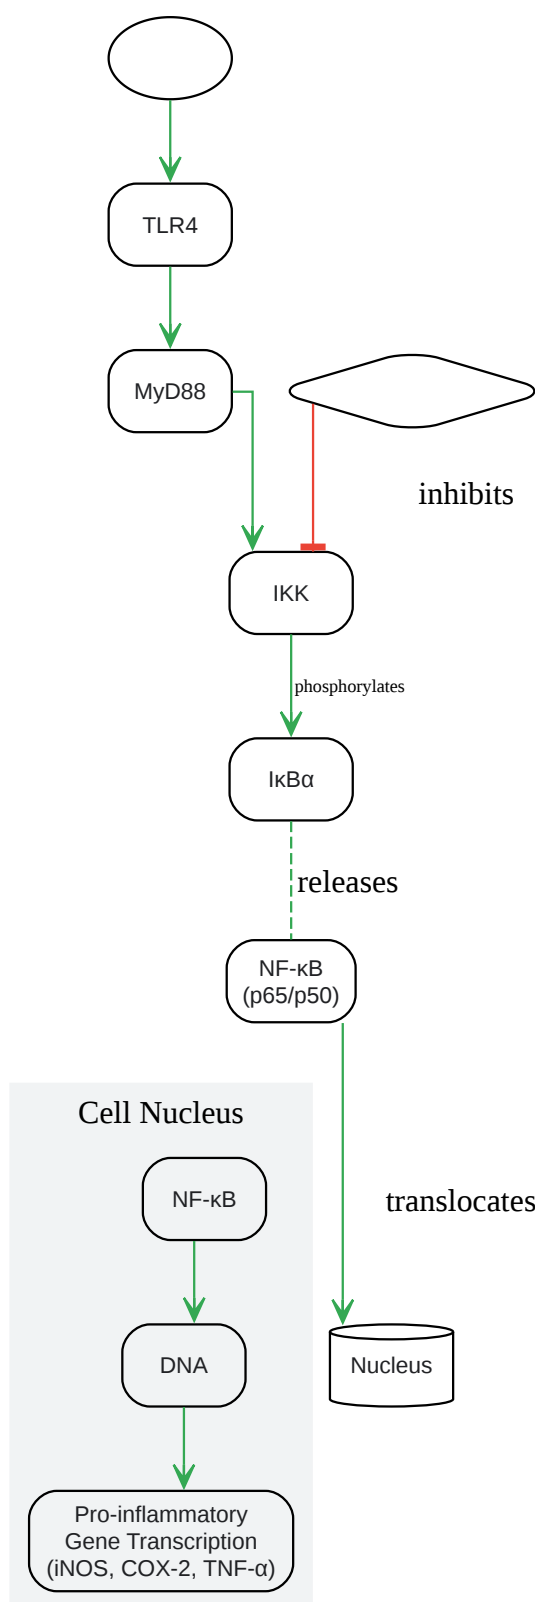 TLR4
MyD88
inhibits
IKK
phosphorylates
IκBα
releases
NF-κB
(p65/p50)
Cell Nucleus
NF-κB
translocates
DNA
Nucleus
Pro-inflammatory
Gene Transcription
(iNOS, COX-2, TNF-α)